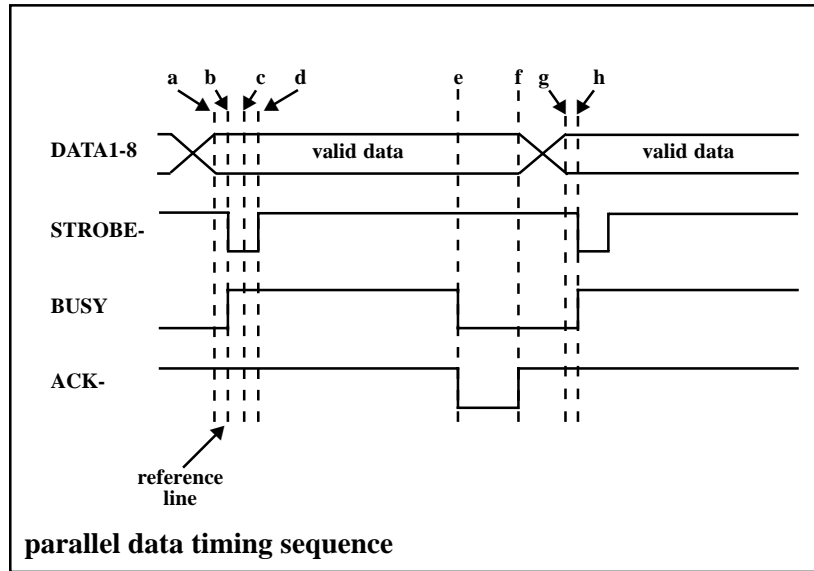 a b c d e f g h
DATA1-8 valid data valid data
STROBE-
BUSY
ACK-
reference
line
parallel data timing sequence